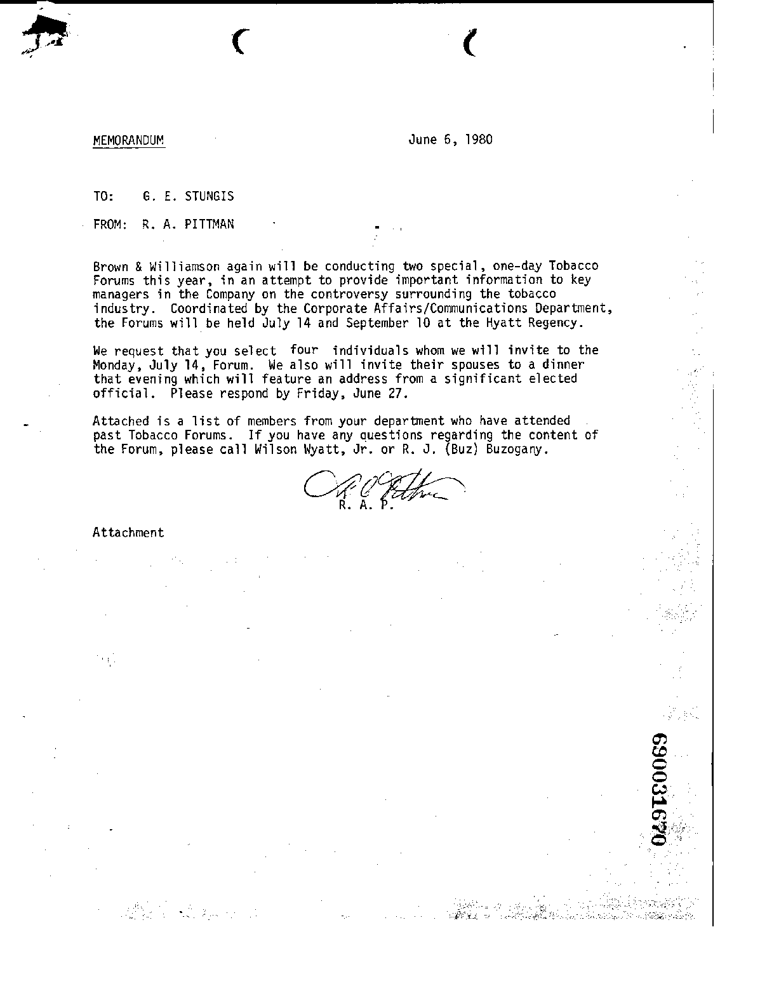 MEMORANDUM
June 6, 1980
TO: G. E. STUNGIS
FROM: R. A. PITTMAN
Brown & Williamson again will be conducting two special, one-day Tobacco
Forums this year, in an attempt to provide important information to key
managers in the Company on the controversy surrounding the tobacco
industry. Coordinated by the Corporate Affairs/Communications Department,
the Forums will be held July 14 and September 10 at the Hyatt Regency.
We request that you select four individuals whom we will invite to the
Monday, July 14, Forum. We also will invite their spouses to a dinner
that evening which will feature an address from a significant elected
official. Please respond by Friday, June 27.
Attached is a list of members from your department who have attended
past Tobacco Forums. If you have any questions regarding the content of
the Forum, please call Wilson Wyatt, Jr. or R. J. (Buz) Buzogany.
R. A. P.
Attachment
690031670